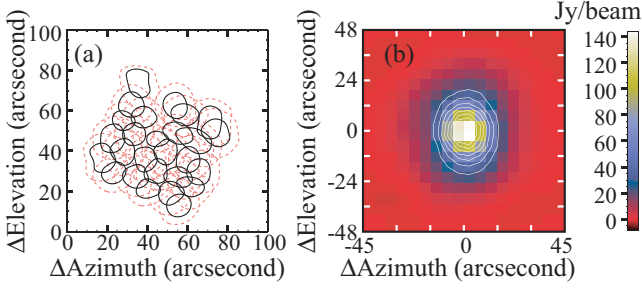 Jy/beam
100
80
60
40
20
0
0 20 40 60 80 100
ΔElevation (arcsecond)
ΔAzimuth (arcsecond)
(a)
48
24
0
-24
-48
-45 0 45
ΔElevation (arcsecond)
ΔAzimuth (arcsecond)
(b)
140
120
100
80
60
40
20
0